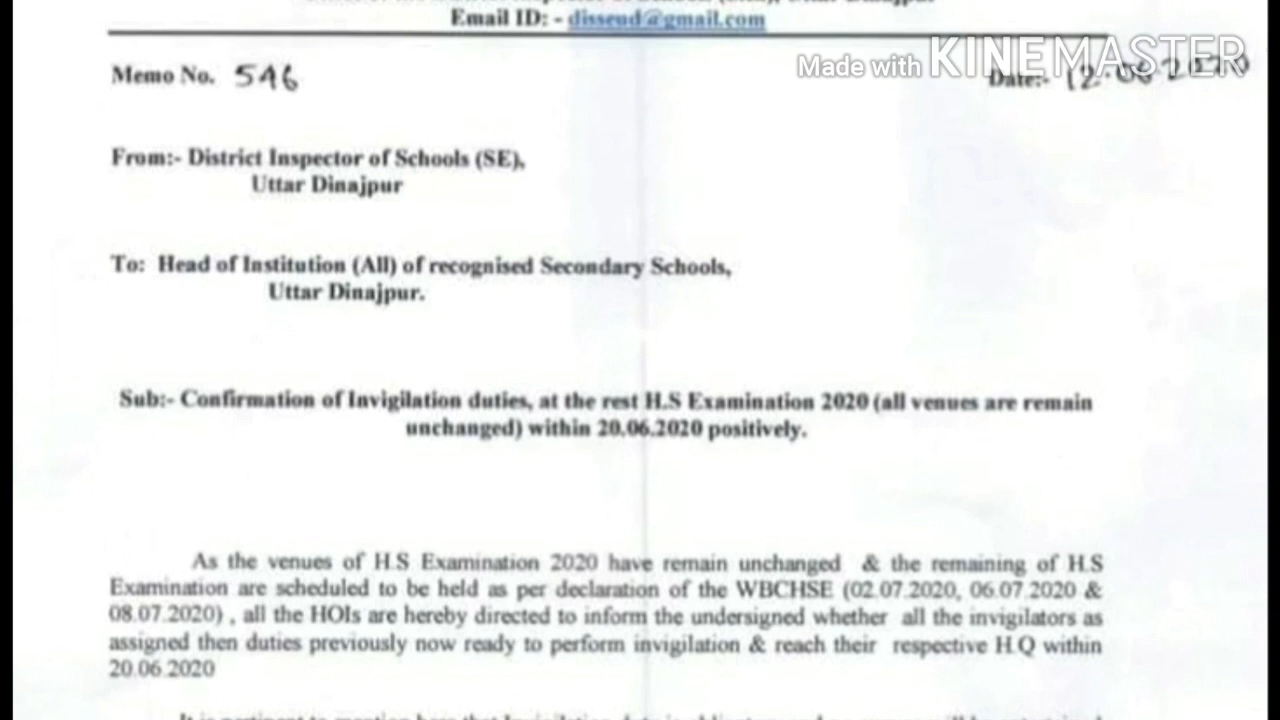 Email ID: - disseud@gmail.com
Made with KINEMASTER
Memo No. 546
Date:- 12.06.2020
From:- District Inspector of Schools (SE),
Uttar Dinajpur
To: Head of Institution (All) of recognised Secondary Schools,
Uttar Dinajpur.
Sub:- Confirmation of Invigilation duties, at the rest H.S Examination 2020 (all venues are remain
unchanged) within 20.06.2020 positively.
As the venues of H.S Examination 2020 have remain unchanged & the remaining of H.S
Examination are scheduled to be held as per declaration of the WBCHSE (02.07.2020, 06.07.2020 &
08.07.2020) , all the HOIs are hereby directed to inform the undersigned whether all the invigilators as
assigned then duties previously now ready to perform invigilation & reach their respective H.Q within
20.06.2020